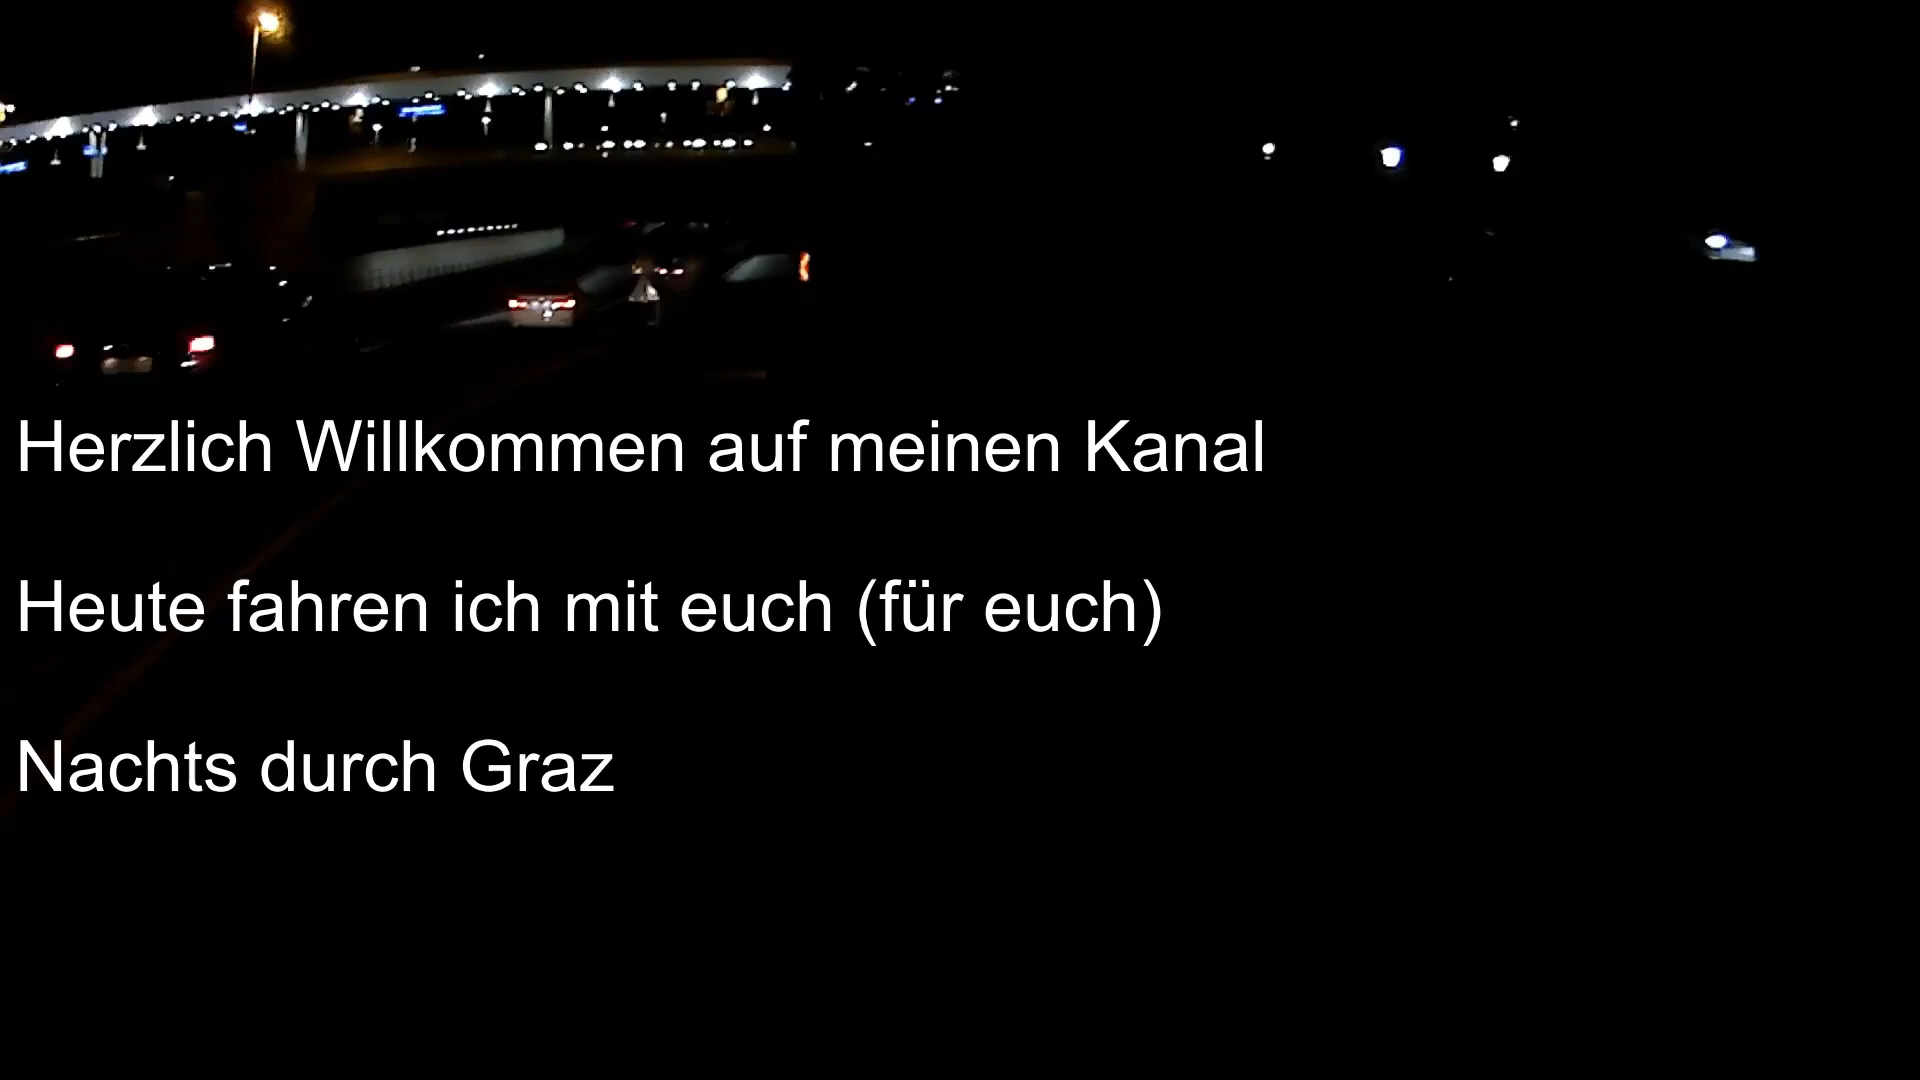 Herzlich Willkommen auf meinen Kanal
Heute fahren ich mit euch (für euch)
Nachts durch Graz